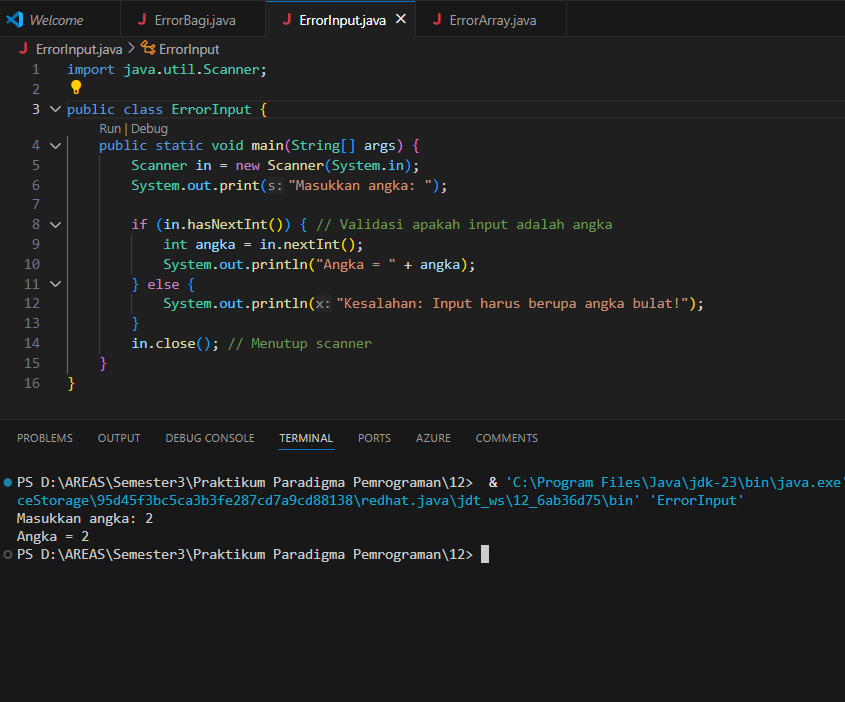 Welcome
ErrorBagi.java
ErrorInput.java
ErrorArray.java
ErrorInput.java > ErrorInput
1 import java.util.Scanner;
2
3 public class ErrorInput {
Run | Debug
4 public static void main(String[] args) {
5 Scanner in = new Scanner(System.in);
6 System.out.print(s: "Masukkan angka: ");
7
8 if (in.hasNextInt()) { // Validasi apakah input adalah angka
9 int angka = in.nextInt();
10 System.out.println("Angka = " + angka);
11 } else {
12 System.out.println(x: "Kesalahan: Input harus berupa angka bulat!");
13 }
14 in.close(); // Menutup scanner
15 }
16 }
PROBLEMS OUTPUT DEBUG CONSOLE TERMINAL PORTS AZURE COMMENTS
PS D:\AREAS\Semester3\Praktikum Paradigma Pemrograman\12> & 'C:\Program Files\Java\jdk-23\bin\java.exe'
ceStorage\95d45f3bc5ca3b3fe287cd7a9cd88138\redhat.java\jdt_ws\12_6ab36d75\bin' 'ErrorInput'
Masukkan angka: 2
Angka = 2
PS D:\AREAS\Semester3\Praktikum Paradigma Pemrograman\12>